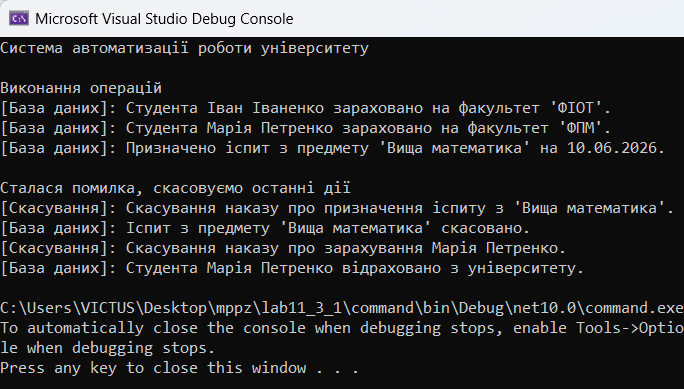 Microsoft Visual Studio Debug Console
Система автоматизації роботи університету
Виконання операцій
[База даних]: Студента Іван Іваненко зараховано на факультет 'ФІОТ'.
[База даних]: Студента Марія Петренко зараховано на факультет 'ФПМ'.
[База даних]: Призначено іспит з предмету 'Вища математика' на 10.06.2026.
Сталася помилка, скасовуємо останні дії
[Скасування]: Скасування наказу про призначення іспиту з 'Вища математика'.
[База даних]: Іспит з предмету 'Вища математика' скасовано.
[Скасування]: Скасування наказу про зарахування Марія Петренко.
[База даних]: Студента Марія Петренко відраховано з університету.
C:\Users\VICTUS\Desktop\mppz\lab11_3_1\command\bin\Debug\net10.0\command.exe
To automatically close the console when debugging stops, enable Tools->Optio
le when debugging stops.
Press any key to close this window . . .